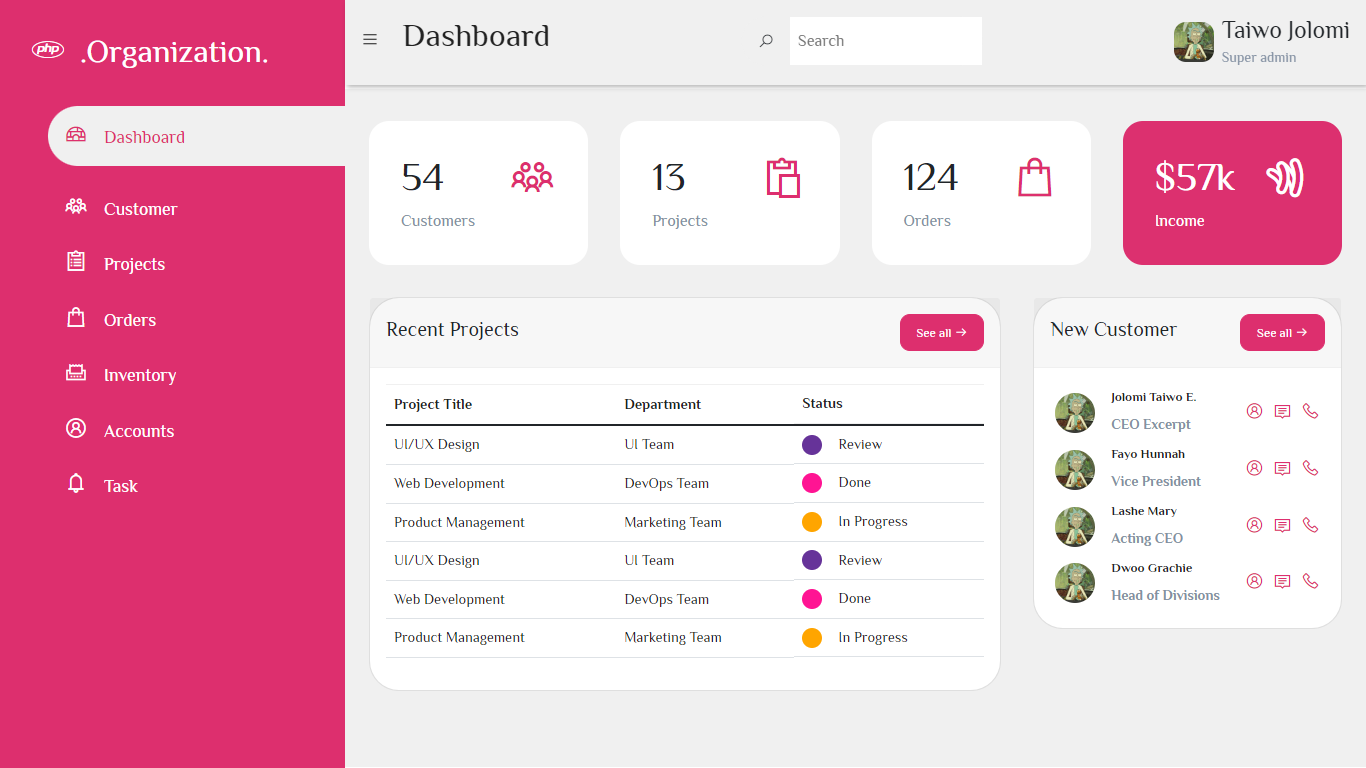 php .Organization.
Dashboard
Customer
Projects
Orders
Inventory
Accounts
Task
Dashboard
Search
Taiwo Jolomi
Super admin
54
Customers
13
Projects
124
Orders
$57k
Income
Recent Projects
See all →
Project Title Department Status
UI/UX Design UI Team Review
Web Development DevOps Team Done
Product Management Marketing Team In Progress
UI/UX Design UI Team Review
Web Development DevOps Team Done
Product Management Marketing Team In Progress
New Customer
See all →
Jolomi Taiwo E.
CEO Excerpt
Fayo Hunnah
Vice President
Lashe Mary
Acting CEO
Dwoo Grachie
Head of Divisions